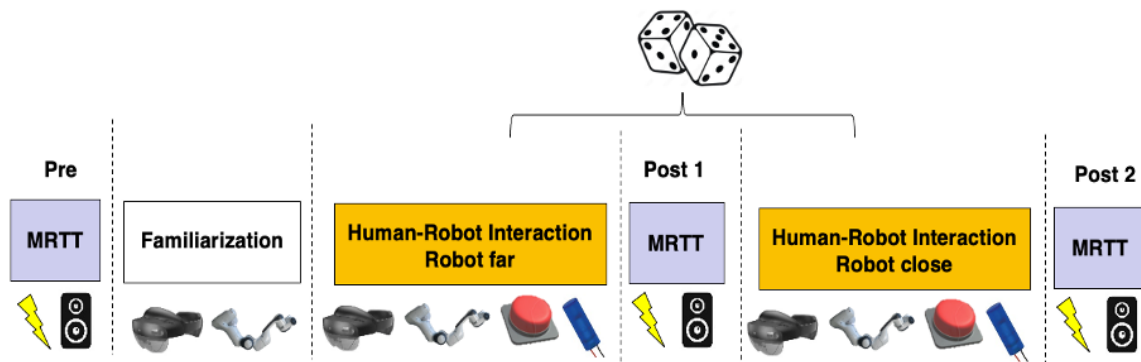 Pre
Post 1
Post 2
MRTT
Familiarization
Human-Robot Interaction
Robot far
MRTT
Human-Robot Interaction
Robot close
MRTT